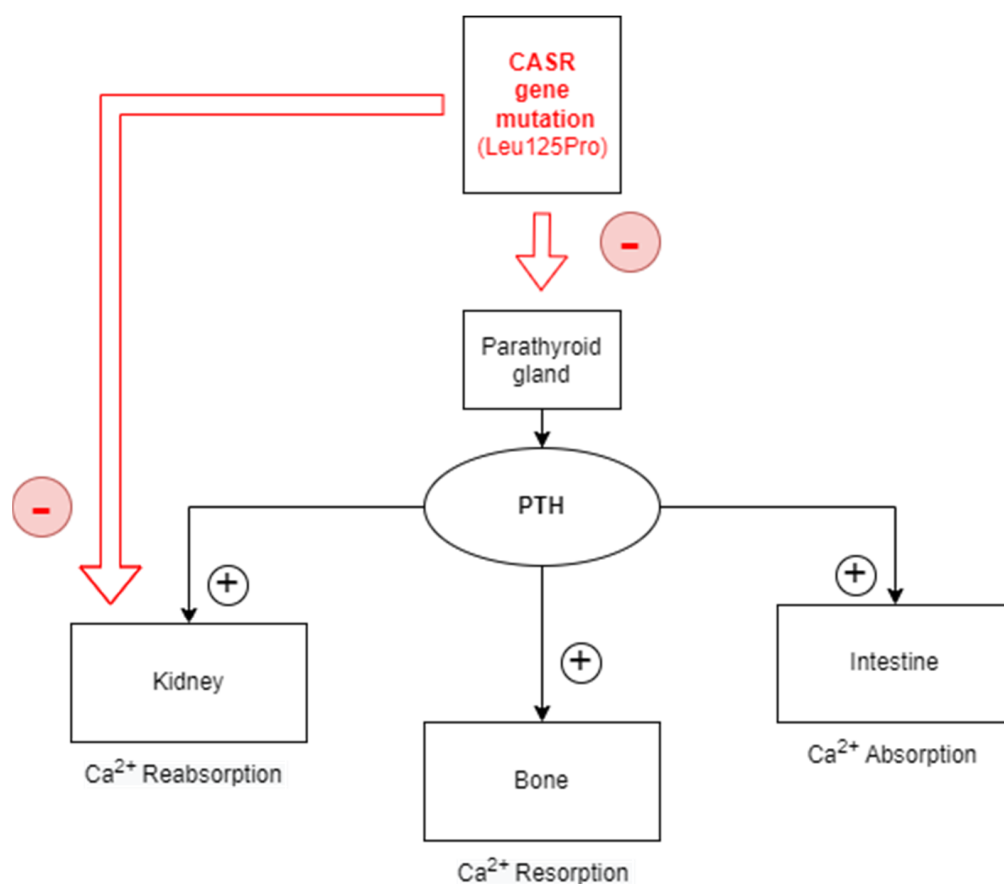 CASR
gene
mutation
(Leu125Pro)
-
Parathyroid
gland
PTH
-
+
+
+
Kidney
Ca²⁺ Reabsorption
Bone
Ca²⁺ Resorption
Intestine
Ca²⁺ Absorption